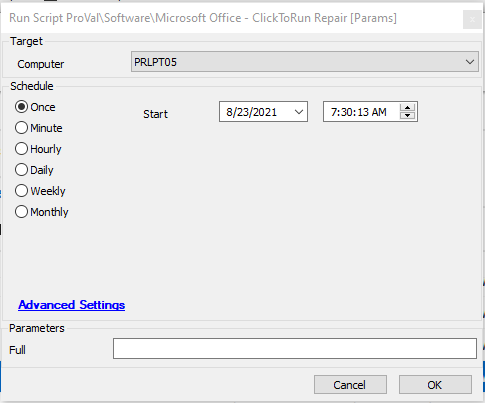 Run Script ProVal\Software\Microsoft Office - ClickToRun Repair [Params]
Target
Computer PRLPT05
Schedule
Once Start 8/23/2021 7:30:13 AM
Minute
Hourly
Daily
Weekly
Monthly
Advanced Settings
Parameters
Full
Cancel OK